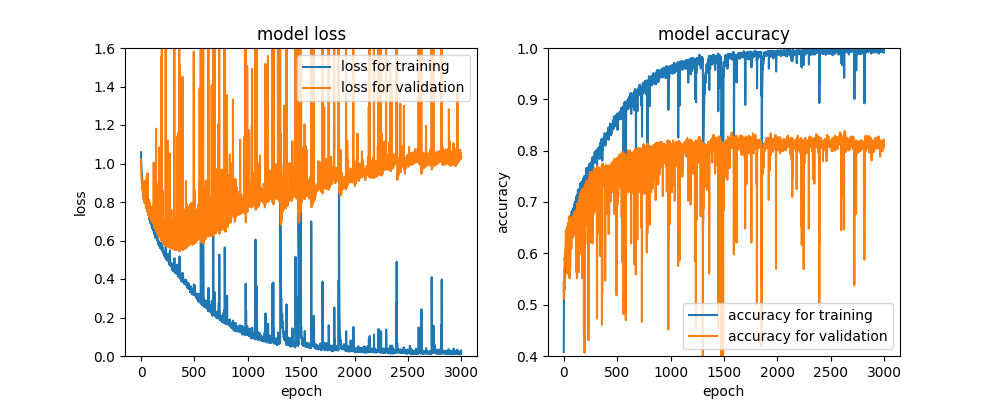 model loss
1.6
1.4
1.2
1.0
0.8
0.6
0.4
0.2
0.0
loss
0 500 1000 1500 2000 2500 3000
epoch
loss for training
loss for validation
model accuracy
1.0
0.9
0.8
0.7
0.6
0.5
0.4
accuracy
0 500 1000 1500 2000 2500 3000
epoch
accuracy for training
accuracy for validation